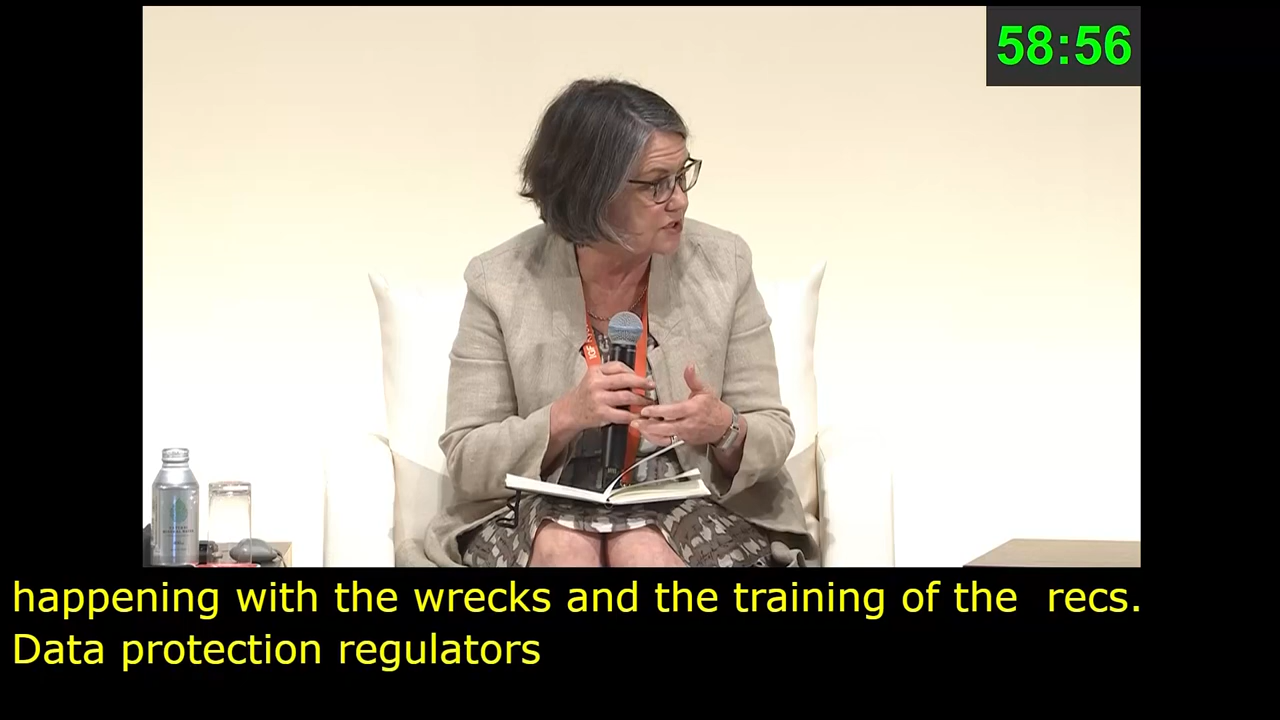 58:56
happening with the wrecks and the training of the  recs.
Data protection regulators